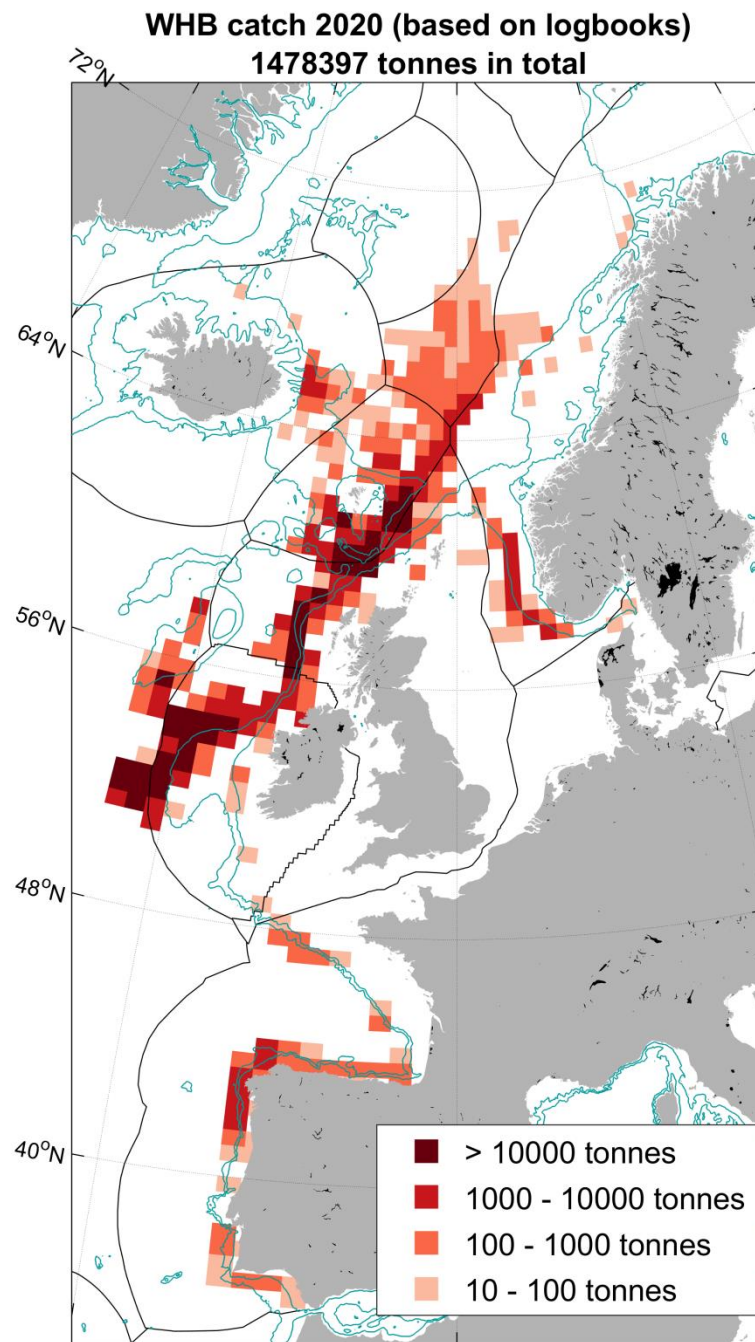 WHB catch 2020 (based on logbooks)
1478397 tonnes in total
72°N
64°N
56°N
48°N
40°N
> 10000 tonnes
1000 - 10000 tonnes
100 - 1000 tonnes
10 - 100 tonnes